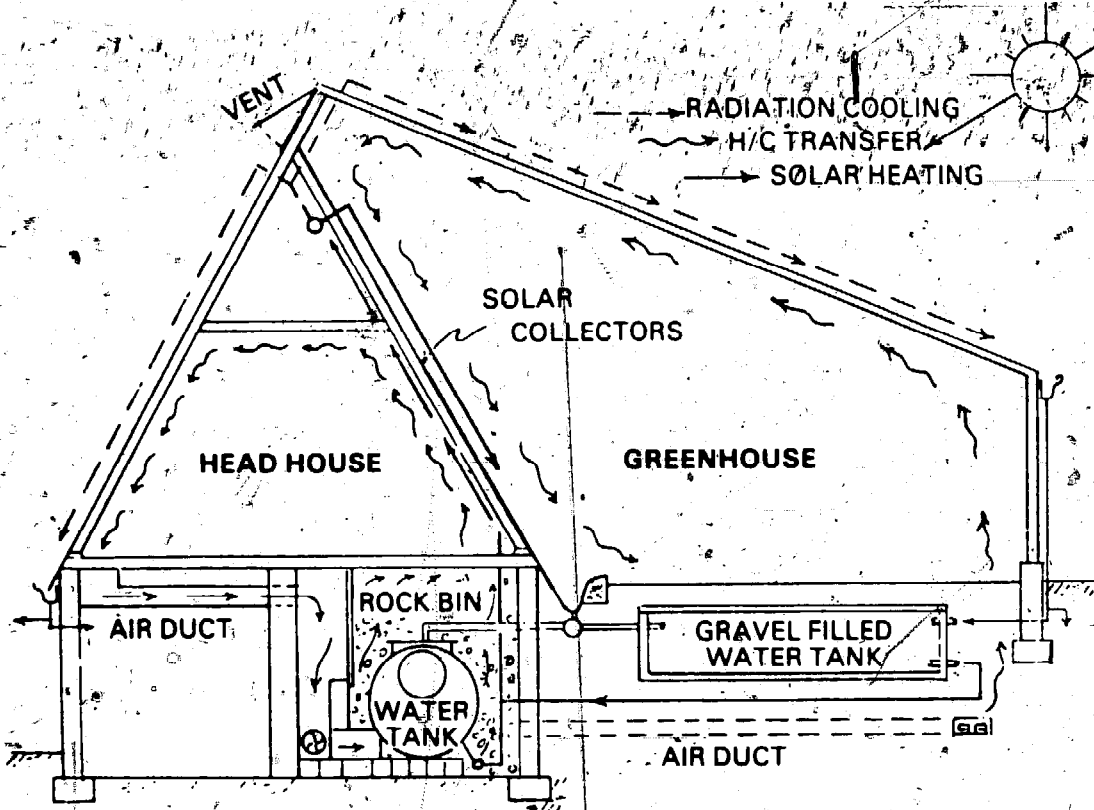 VENT
RADIATION COOLING
H/C TRANSFER
SOLAR HEATING
SOLAR
COLLECTORS
HEAD HOUSE
GREENHOUSE
ROCK BIN
AIR DUCT
GRAVEL FILLED
WATER TANK
WATER
TANK
AIR DUCT